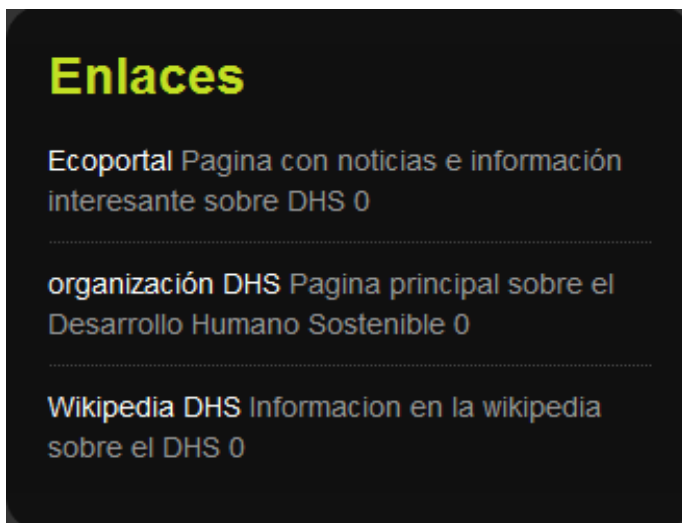 Enlaces
Ecoportal Pagina con noticias e información
interesante sobre DHS 0
organización DHS Pagina principal sobre el
Desarrollo Humano Sostenible 0
Wikipedia DHS Informacion en la wikipedia
sobre el DHS 0